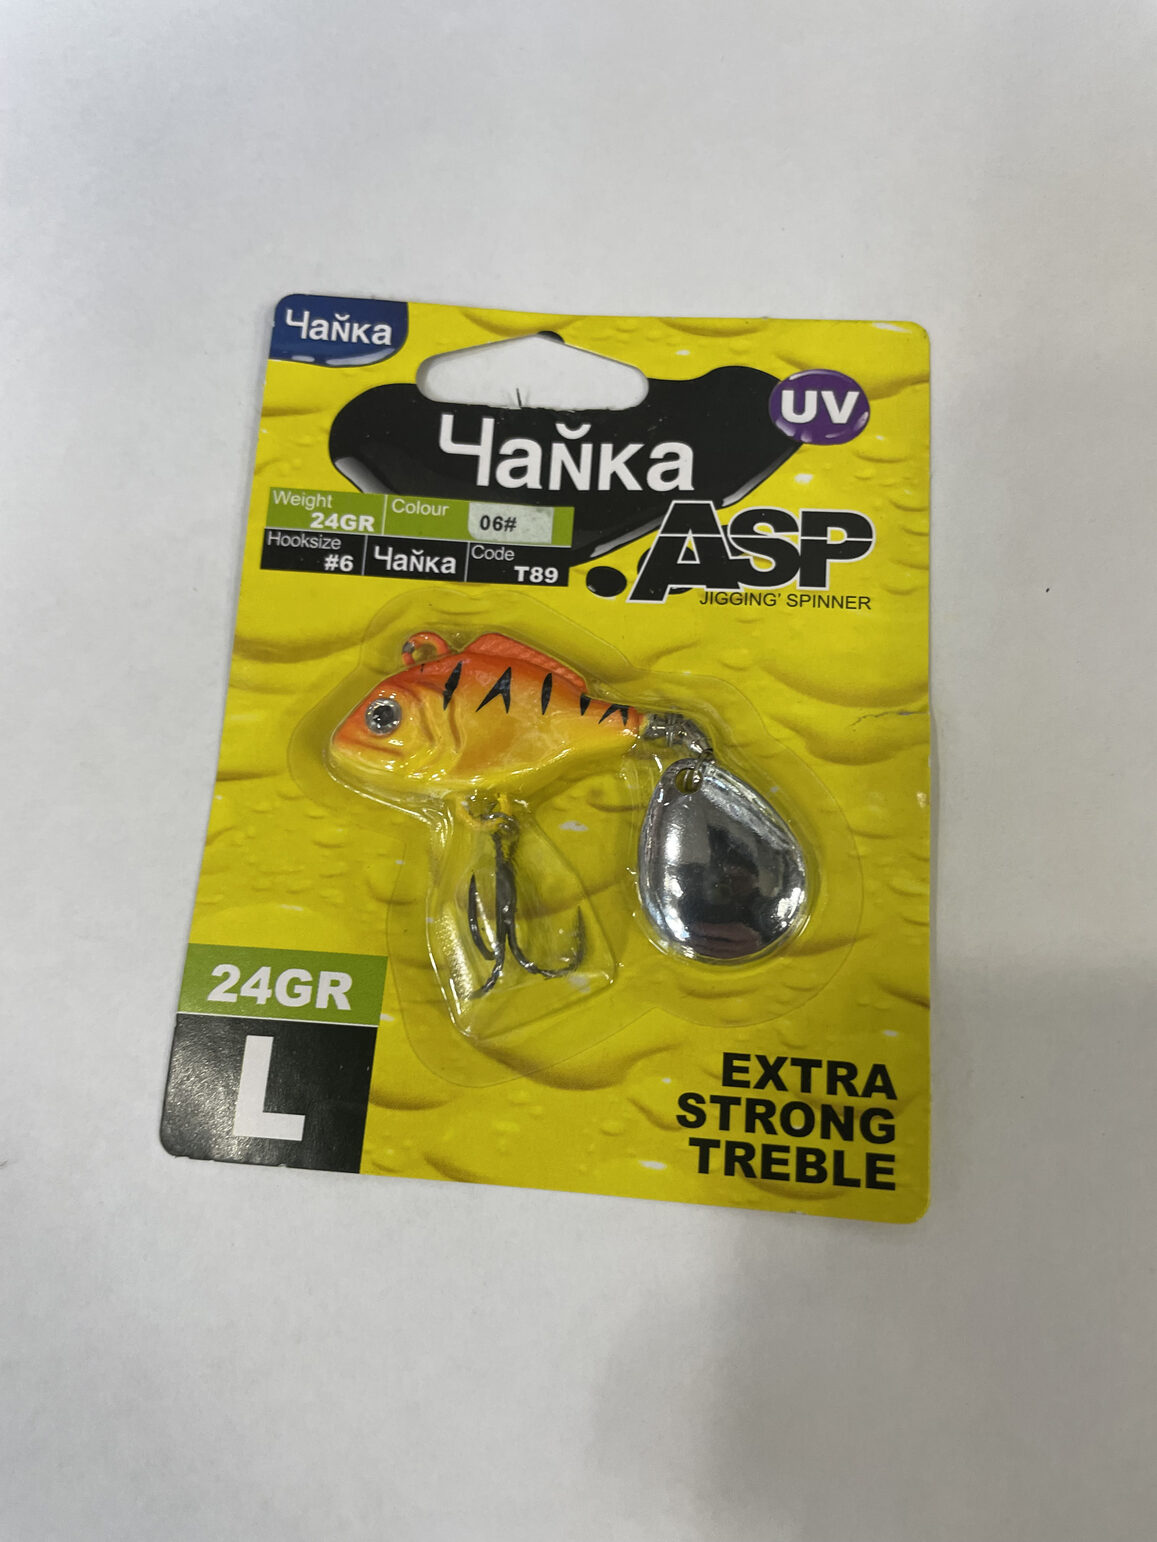 Чайка
UV
Чайка
Weight
24GR
Colour
06#
Hooksize
#6
Чайка
Code
T89
ASP
JIGGING' SPINNER
24GR
L
EXTRA
STRONG
TREBLE